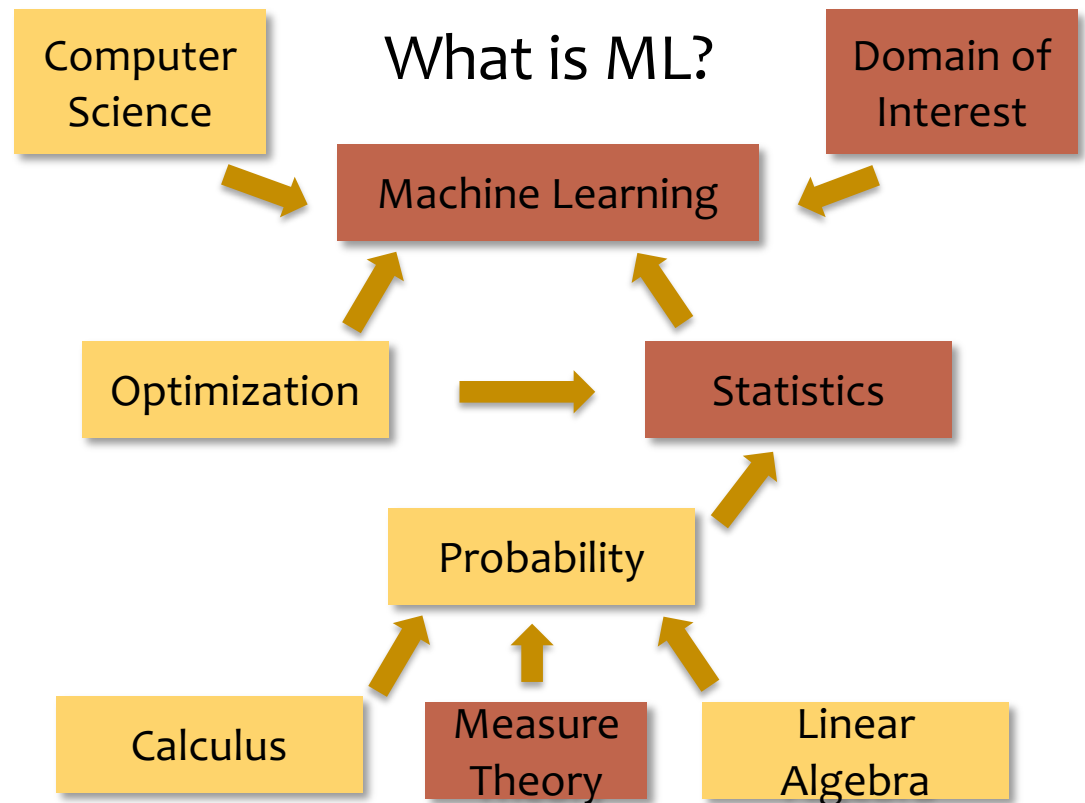 Computer
Science
What is ML?
Domain of
Interest
Machine Learning
Optimization
Statistics
Probability
Calculus
Measure
Theory
Linear
Algebra